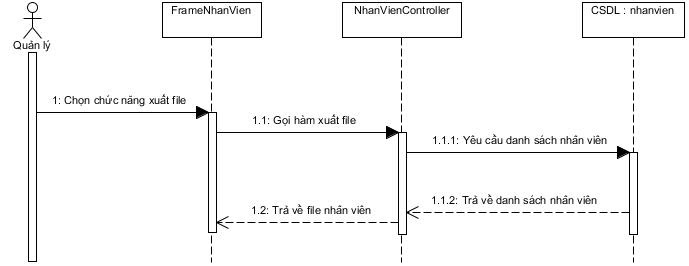 FrameNhanVien
NhanVienController
CSDL : nhanvien
Quản lý
1: Chọn chức năng xuất file
1.1: Gọi hàm xuất file
1.1.1: Yêu cầu danh sách nhân viên
1.1.2: Trả về danh sách nhân viên
1.2: Trả về file nhân viên